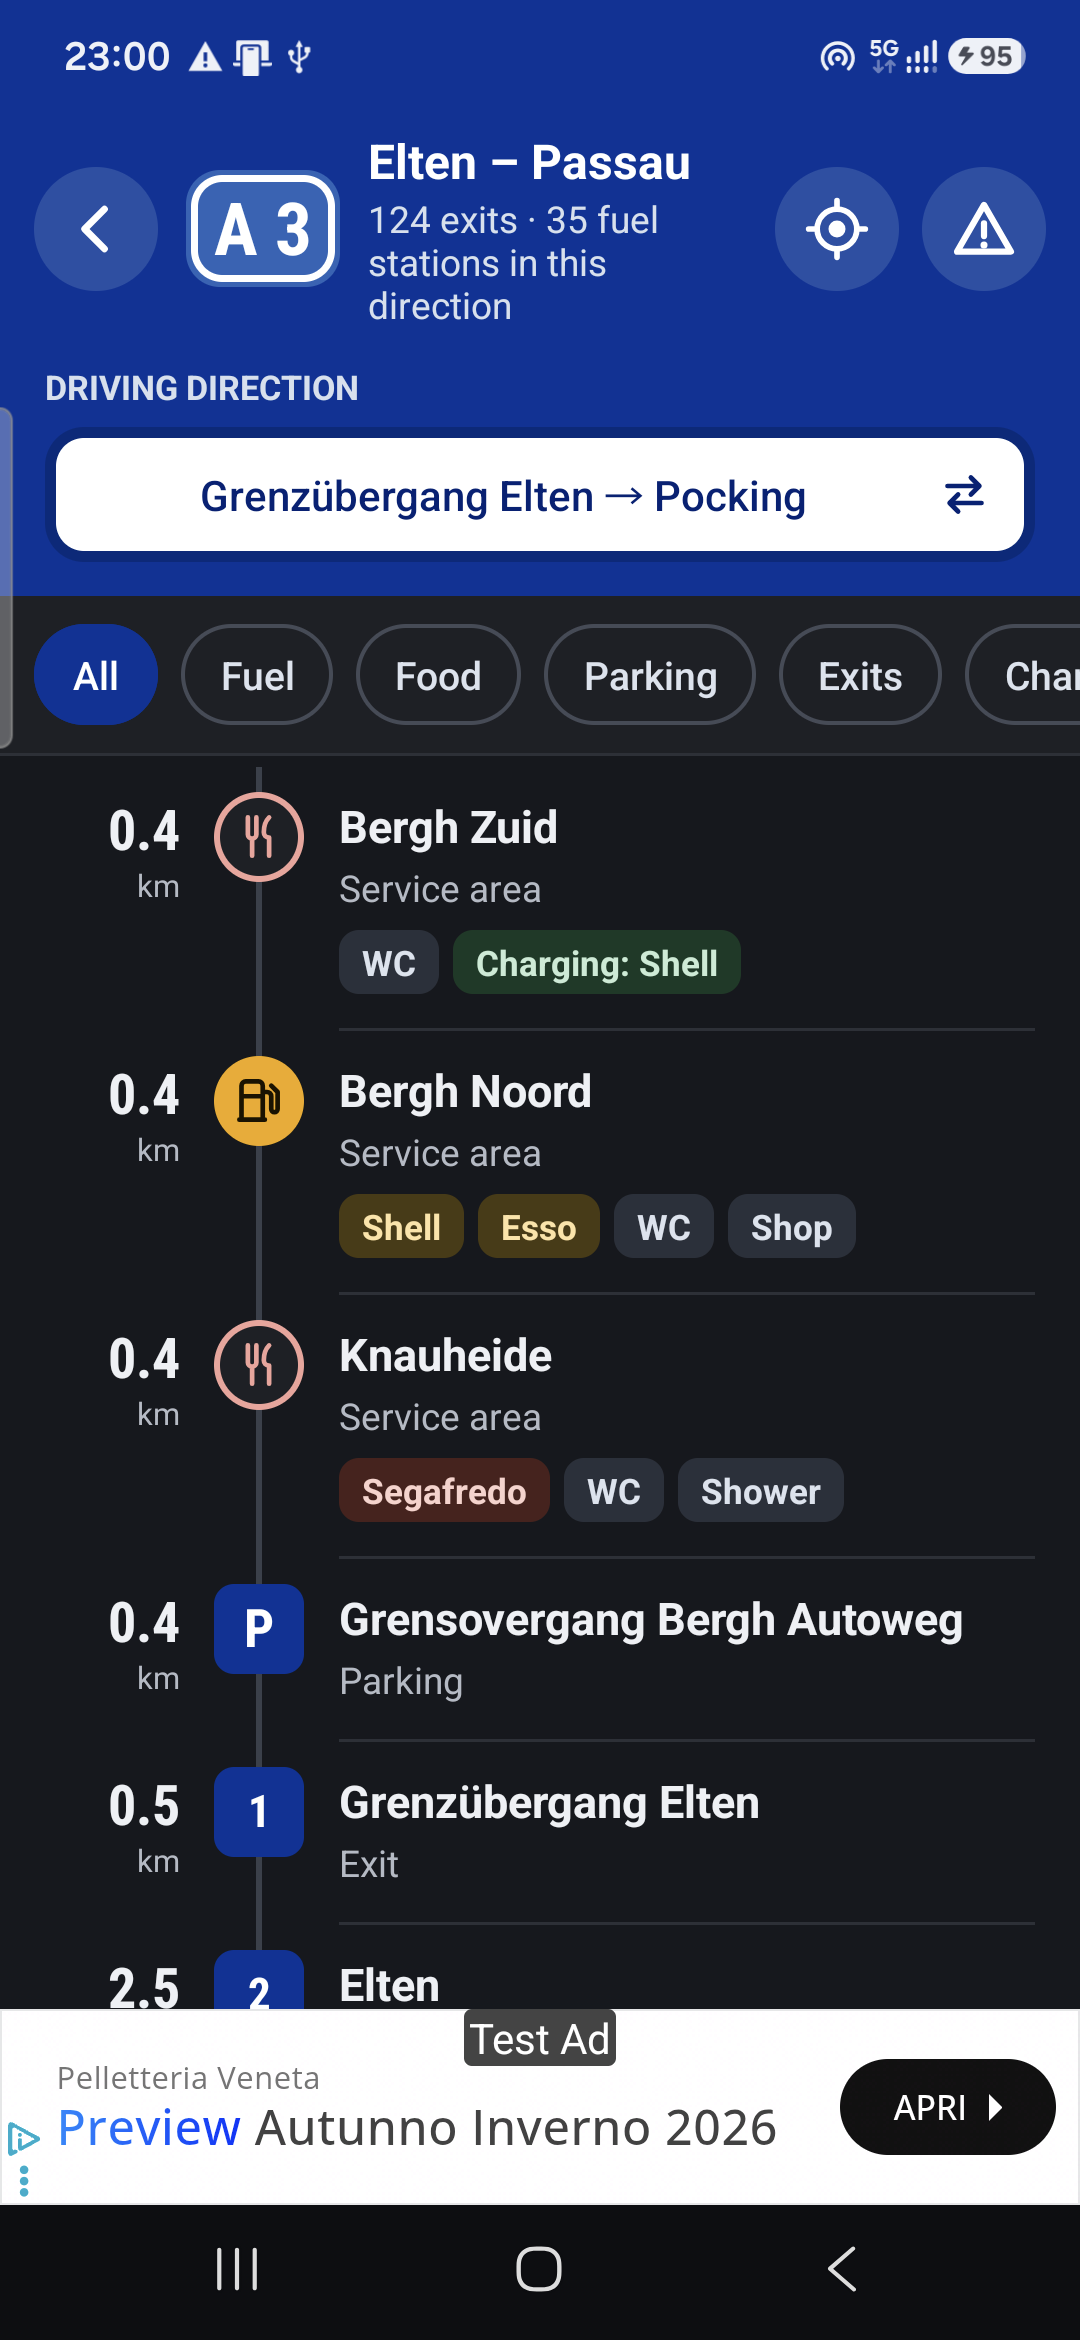 23:00
5G
95
A 3
Elten – Passau
124 exits · 35 fuel
stations in this
direction
DRIVING DIRECTION
Grenzübergang Elten → Pocking
All
Fuel
Food
Parking
Exits
Char
0.4
km
Bergh Zuid
Service area
WC
Charging: Shell
0.4
km
Bergh Noord
Service area
Shell
Esso
WC
Shop
0.4
km
Knauheide
Service area
Segafredo
WC
Shower
0.4
km
P
Grensovergang Bergh Autoweg
Parking
0.5
km
1
Grenzübergang Elten
Exit
2.5
2
Elten
Test Ad
Pelletteria Veneta
Preview Autunno Inverno 2026
APRI